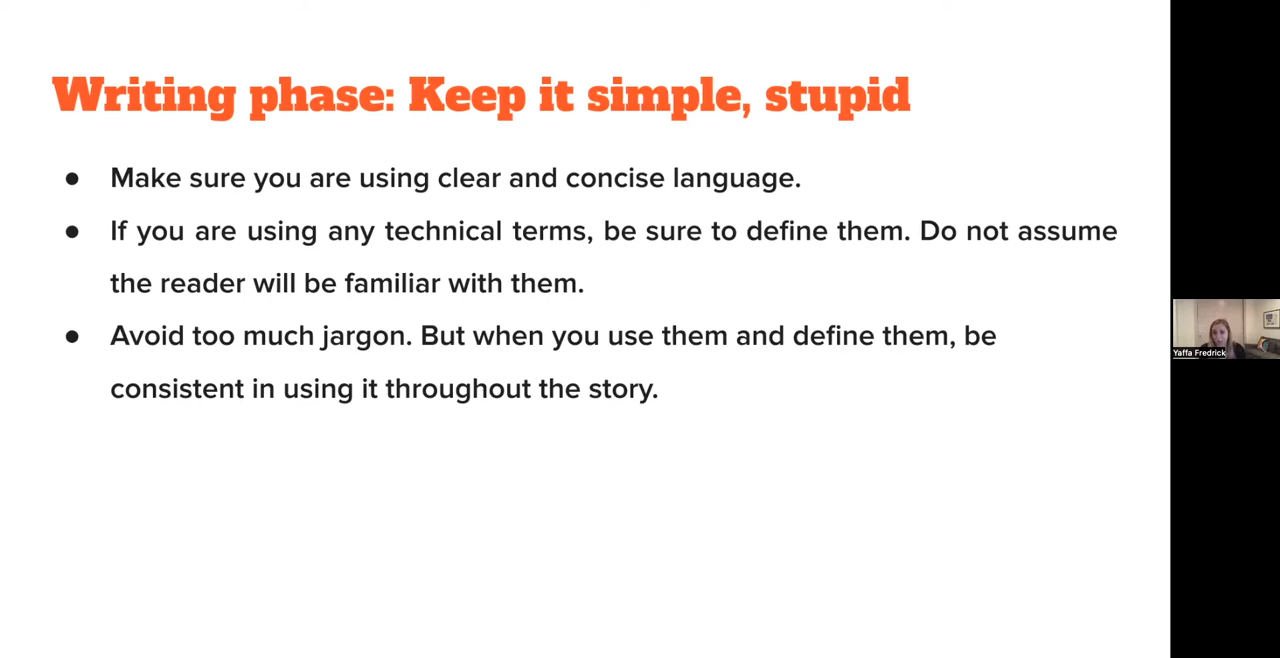 Writing phase: Keep it simple, stupid
● Make sure you are using clear and concise language.
● If you are using any technical terms, be sure to define them. Do not assume
the reader will be familiar with them.
● Avoid too much jargon. But when you use them and define them, be
consistent in using it throughout the story.
Yaffa Fredrick